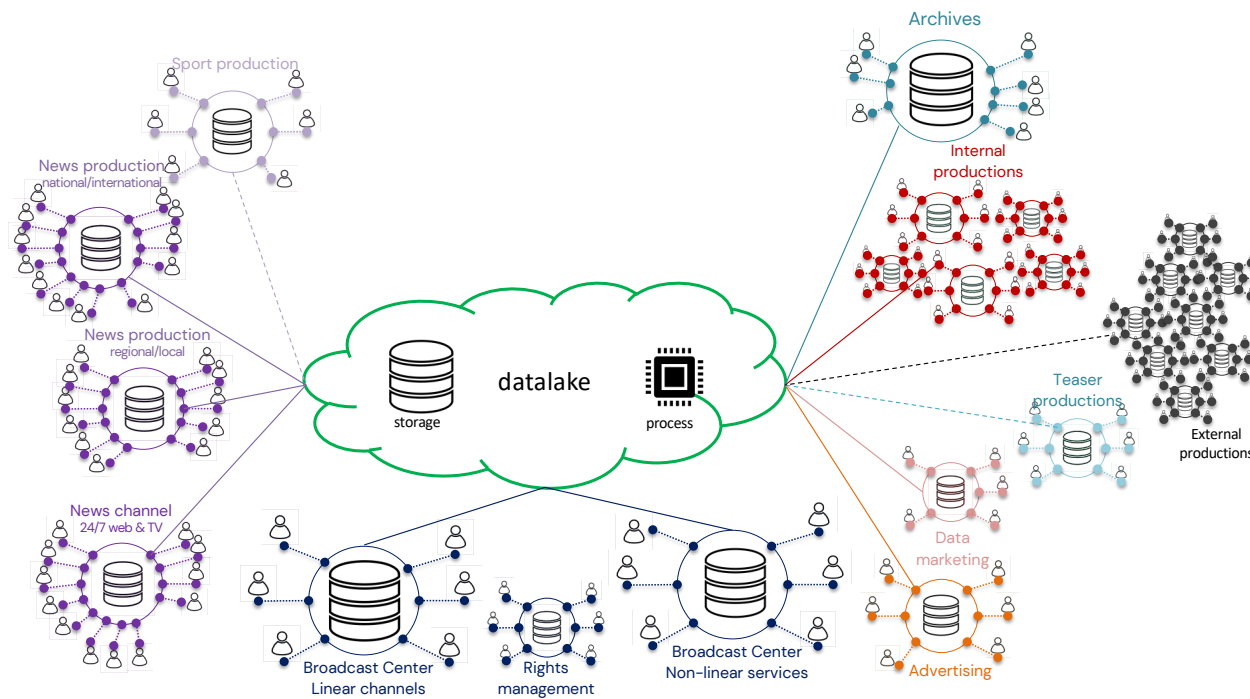 Archives
Sport production
Internal
productions
News production
national/international
News production
regional/local
datalake
storage
process
Teaser
productions
External
productions
News channel
24/7 web & TV
Data
marketing
Broadcast Center
Linear channels
Rights
management
Broadcast Center
Non-linear services
Advertising